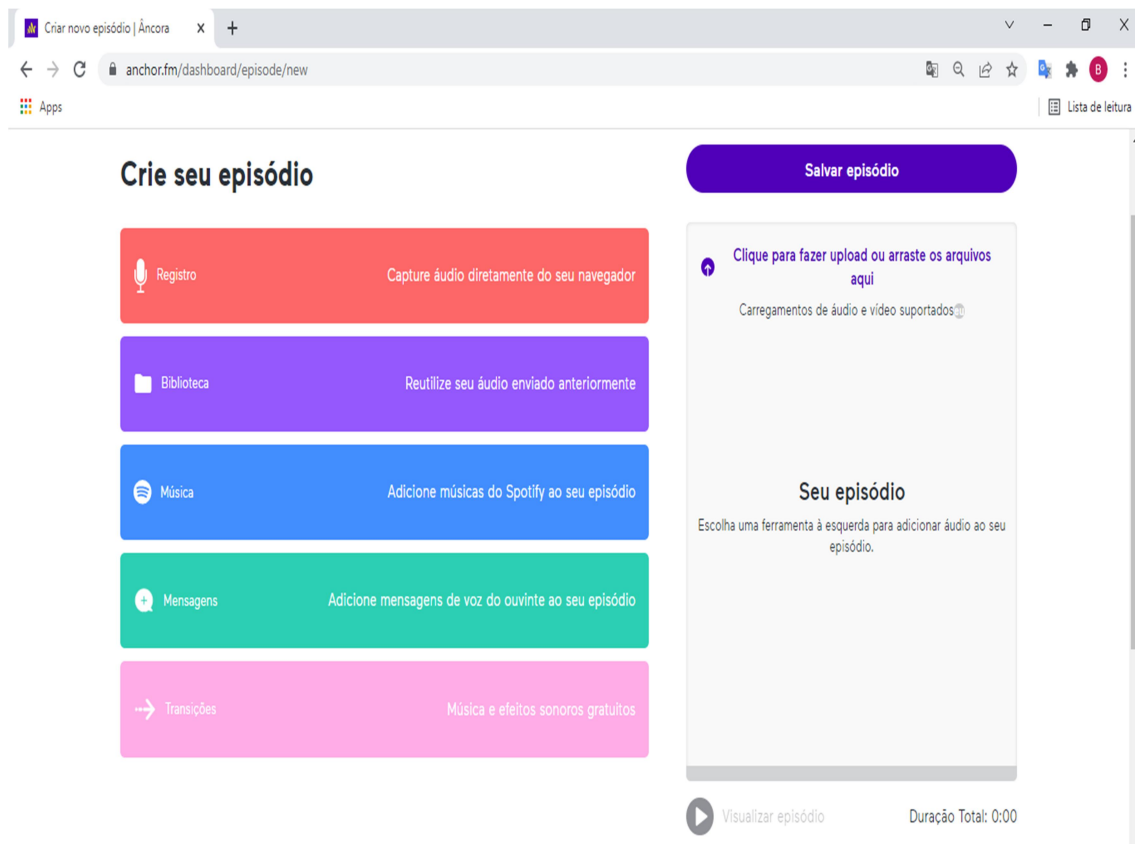 Criar novo episódio | Âncora
anchor.fm/dashboard/episode/new
B
Apps
Lista de leitura
Crie seu episódio
Salvar episódio
Registro
Capture áudio diretamente do seu navegador
Biblioteca
Reutilize seu áudio enviado anteriormente
Música
Adicione músicas do Spotify ao seu episódio
Mensagens
Adicione mensagens de voz do ouvinte ao seu episódio
Transições
Música e efeitos sonoros gratuitos
Clique para fazer upload ou arraste os arquivos
aqui
Carregamentos de áudio e vídeo suportados
Seu episódio
Escolha uma ferramenta à esquerda para adicionar áudio ao seu
episódio.
Visualizar episódio
Duração Total: 0:00